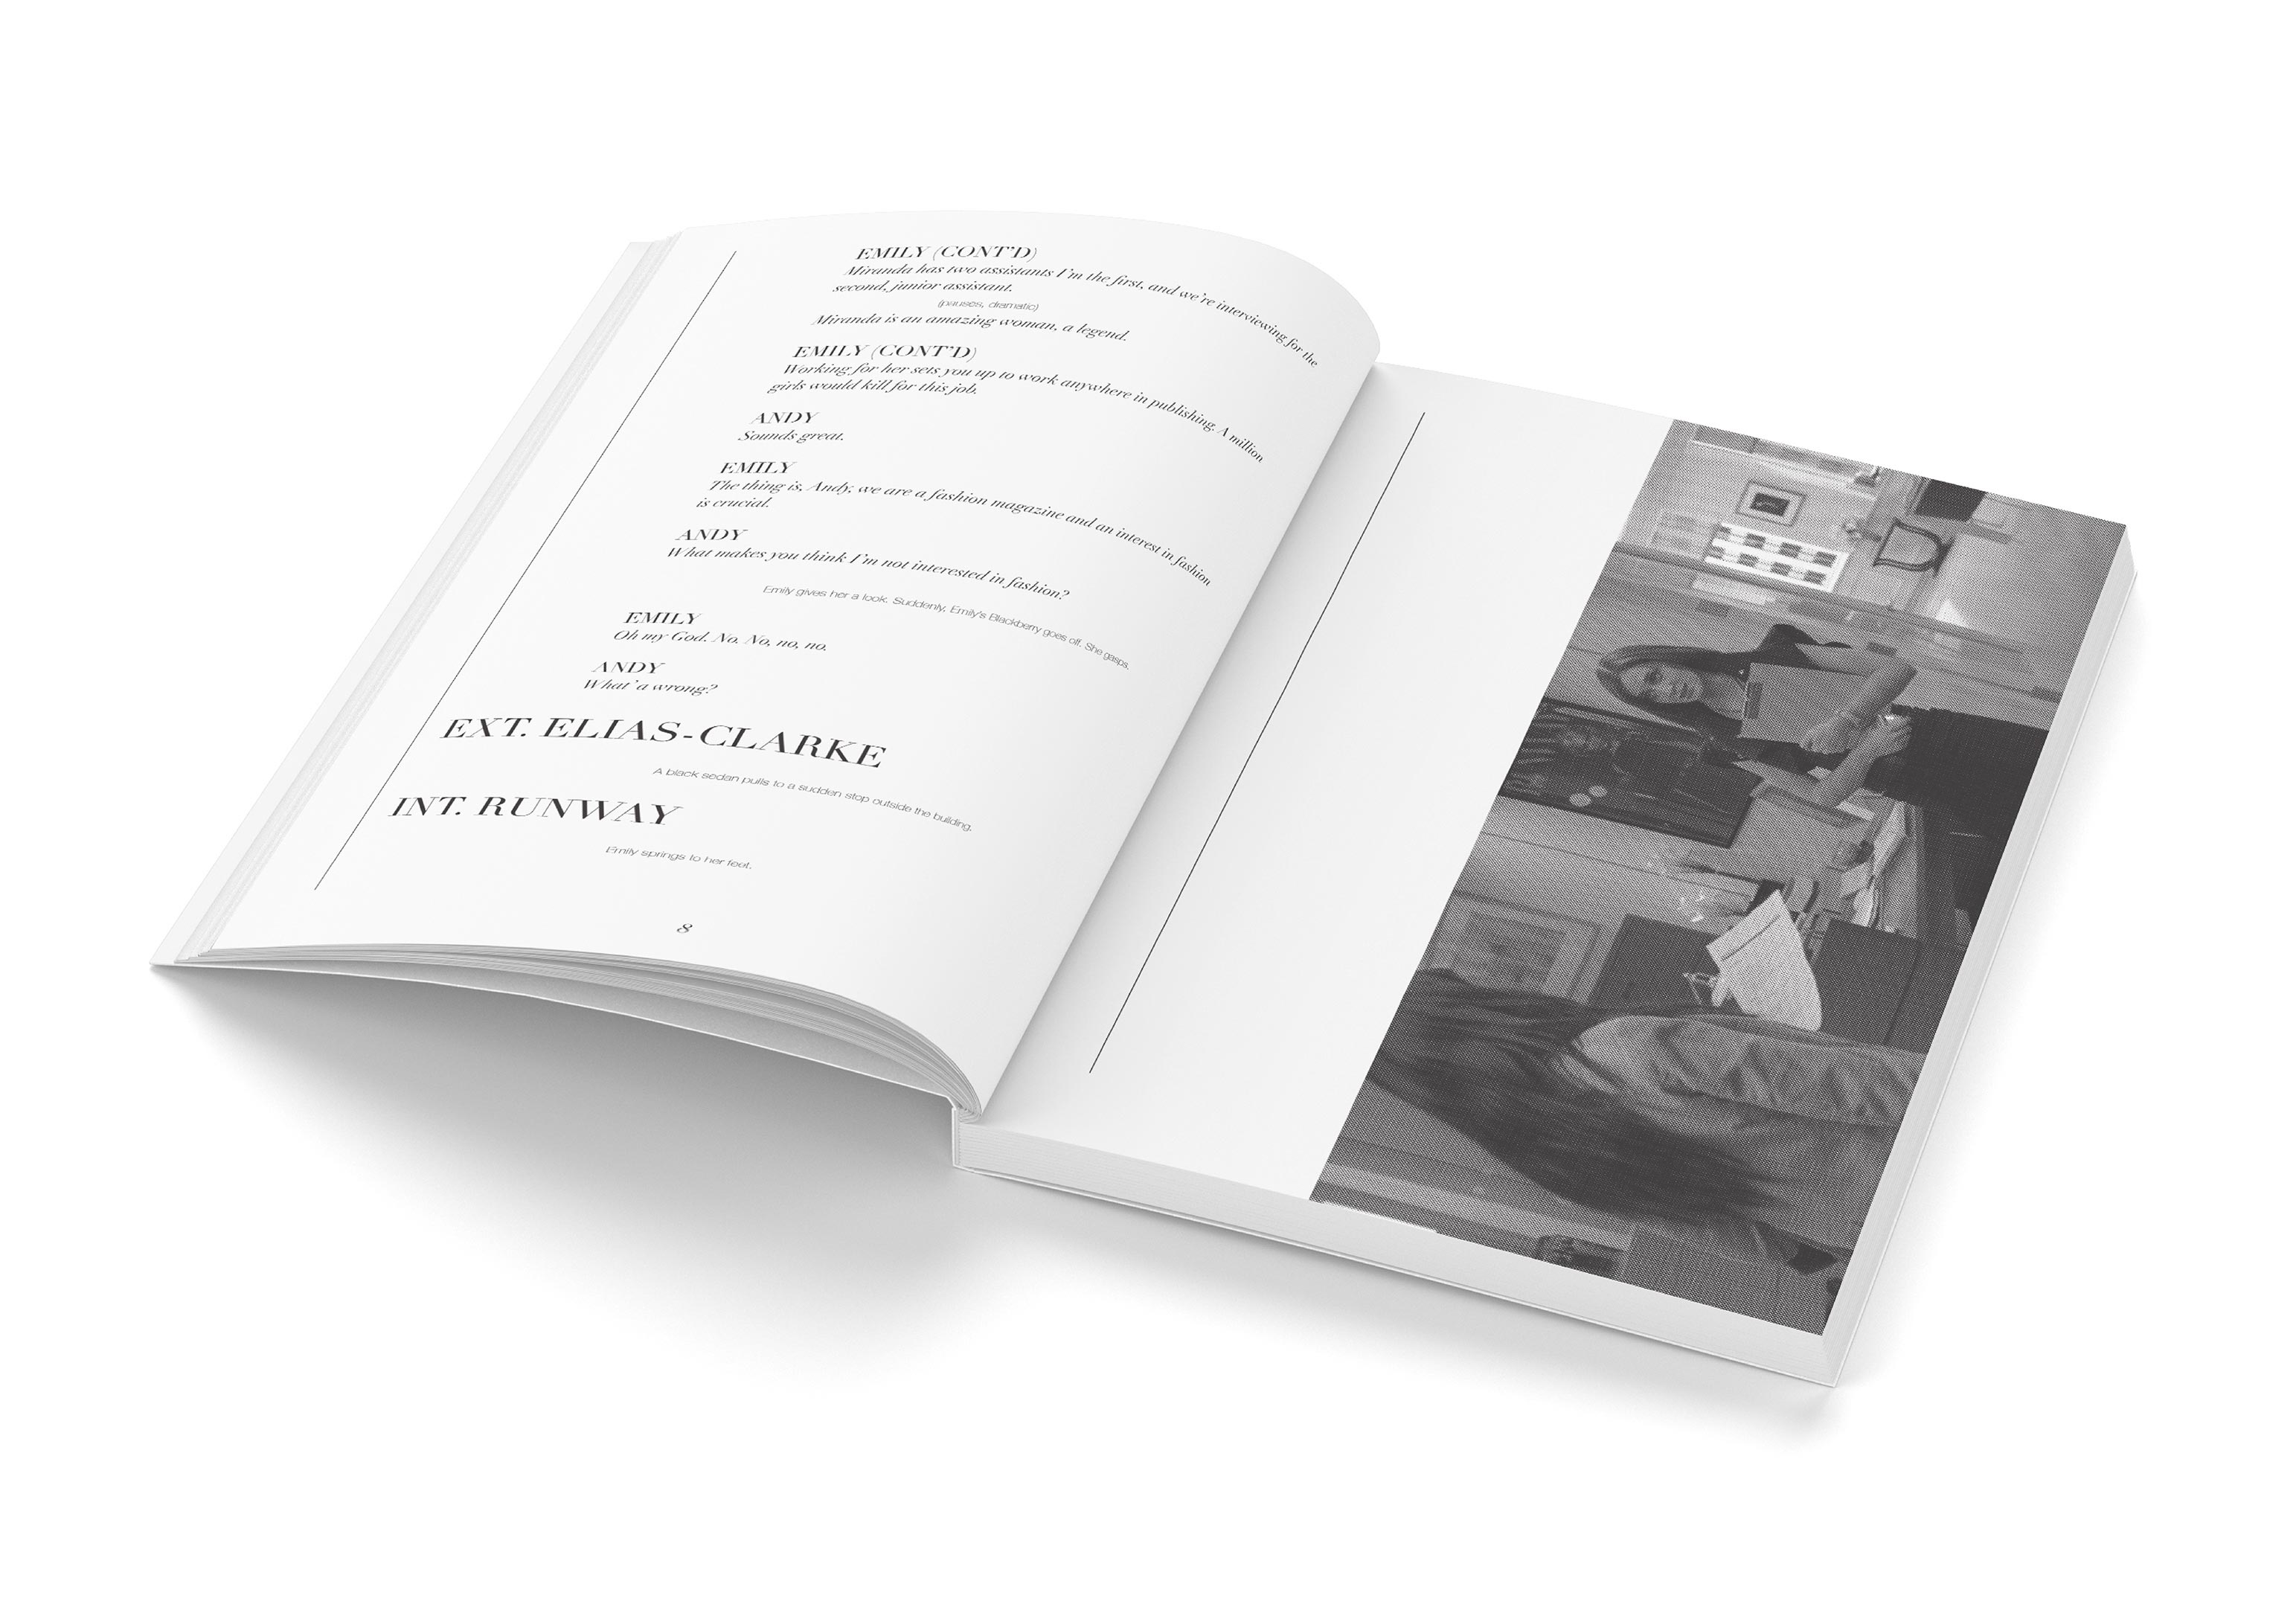 EMILY (CONT'D)
Miranda has two assistants I'm the first, and we're interviewing for the
second, junior assistant.
(pauses, dramatic)
Miranda is an amazing woman, a legend.
EMILY (CONT'D)
Working for her sets you up to work anywhere in publishing. A million
girls would kill for this job.
ANDY
Sounds great.
EMILY
The thing is, Andy, we are a fashion magazine and an interest in fashion
is crucial.
ANDY
What makes you think I'm not interested in fashion?
Emily gives her a look. Suddenly, Emily's Blackberry goes off. She gasps.
EMILY
Oh my God. No. No, no, no.
ANDY
What'a wrong?
EXT. ELIAS-CLARKE
A black sedan pulls to a sudden stop outside the building.
INT. RUNWAY
Emily springs to her feet.
8